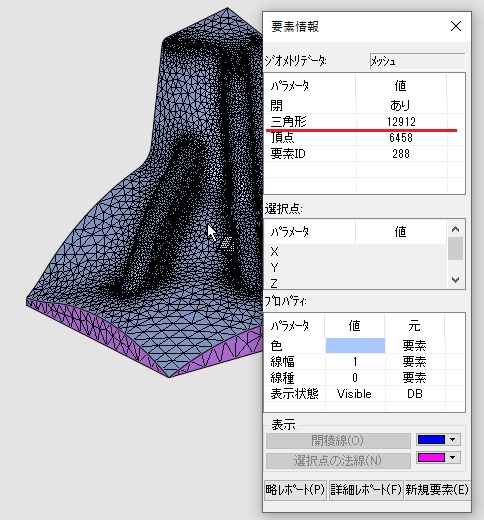 要素情報
ｼﾞｵﾒﾄﾘﾃﾞｰﾀ: ﾒｯｼｭ
ﾊﾟﾗﾒｰﾀ 値
閉 あり
三角形 12912
頂点 6458
要素ID 288
選択点:
ﾊﾟﾗﾒｰﾀ 値
X
Y
Z
ﾌﾟﾛﾊﾟﾃｨ:
ﾊﾟﾗﾒｰﾀ 値 元
色 要素
線幅 1 要素
線種 0 要素
表示状態 Visible DB
表示
開稜線(O)
選択点の法線(N)
略ﾚﾎﾟｰﾄ(P) 詳細ﾚﾎﾟｰﾄ(F) 新規要素(E)